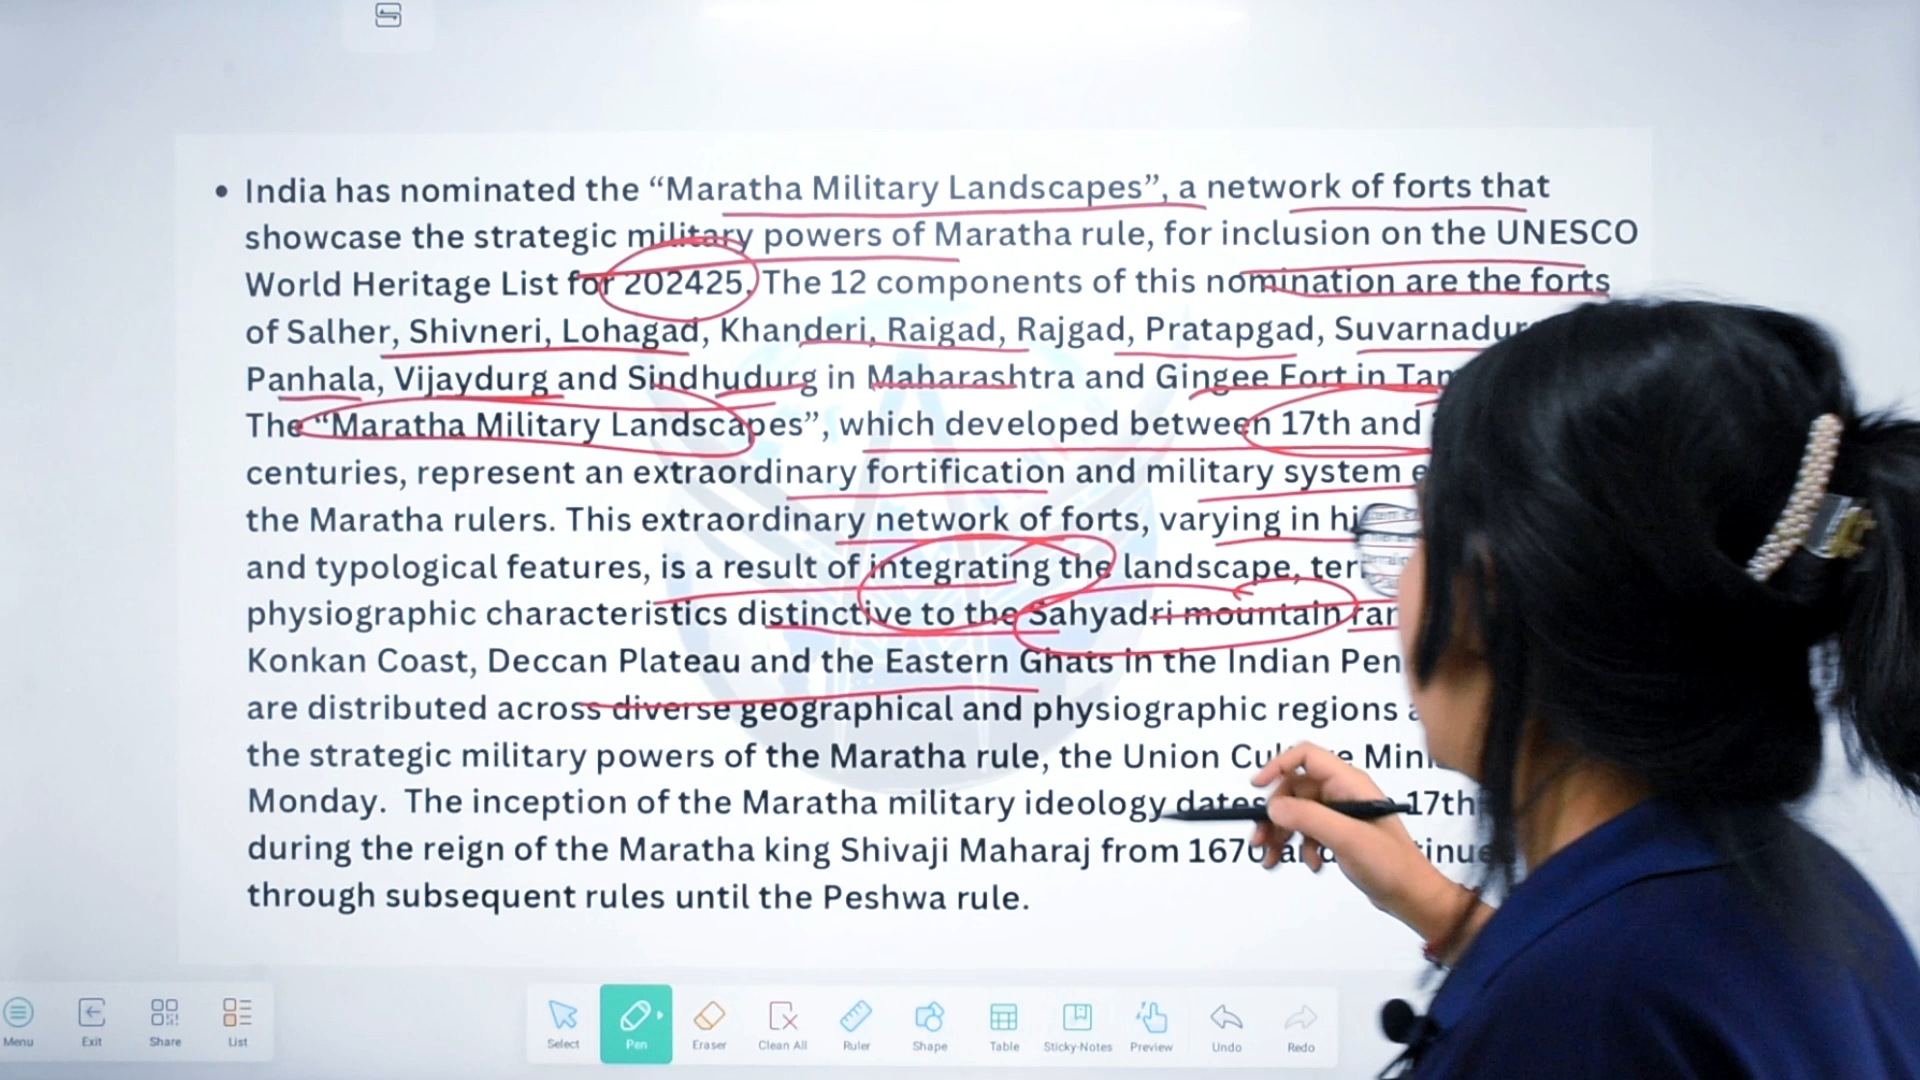 • India has nominated the “Maratha Military Landscapes”, a network of forts that
showcase the strategic military powers of Maratha rule, for inclusion on the UNESCO
World Heritage List for 202425. The 12 components of this nomination are the forts
of Salher, Shivneri, Lohagad, Khanderi, Raigad, Rajgad, Pratapgad,
Panhala, Vijaydurg and Sindhudurg in Maharashtra and Gingee Fort in
The “Maratha Military Landscapes”, which developed between 17th and
centuries, represent an extraordinary fortification and military system
the Maratha rulers. This extraordinary network of forts, varying in
and typological features, is a result of integrating the landscape,
physiographic characteristics distinctive to the Sahyadri mountain
Konkan Coast, Deccan Plateau and the Eastern Ghats in the Indian
are distributed across diverse geographical and physiographic regions
the strategic military powers of the Maratha rule, the Union
Monday. The inception of the Maratha military ideology dates 17th
during the reign of the Maratha king Shivaji Maharaj from 1670
through subsequent rules until the Peshwa rule.
Menu Exit Share List Select Pen Eraser Clean All Ruler Shape Table Sticky-Notes Preview Undo Redo